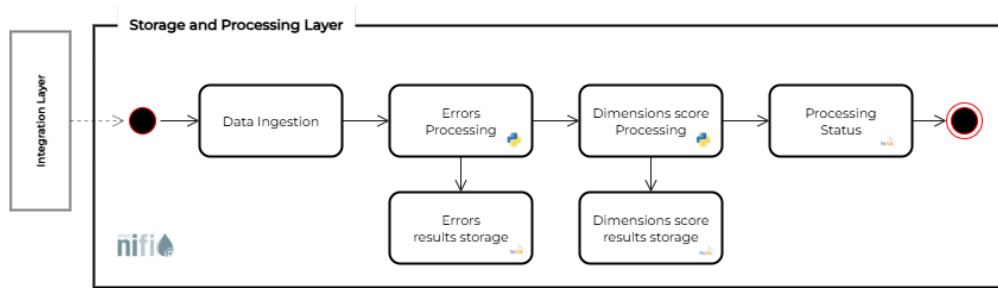 Storage and Processing Layer
Integration Layer
Data Ingestion
Errors
Processing
Dimensions score
Processing
Processing
Status
Errors
results storage
Dimensions score
results storage
nifi